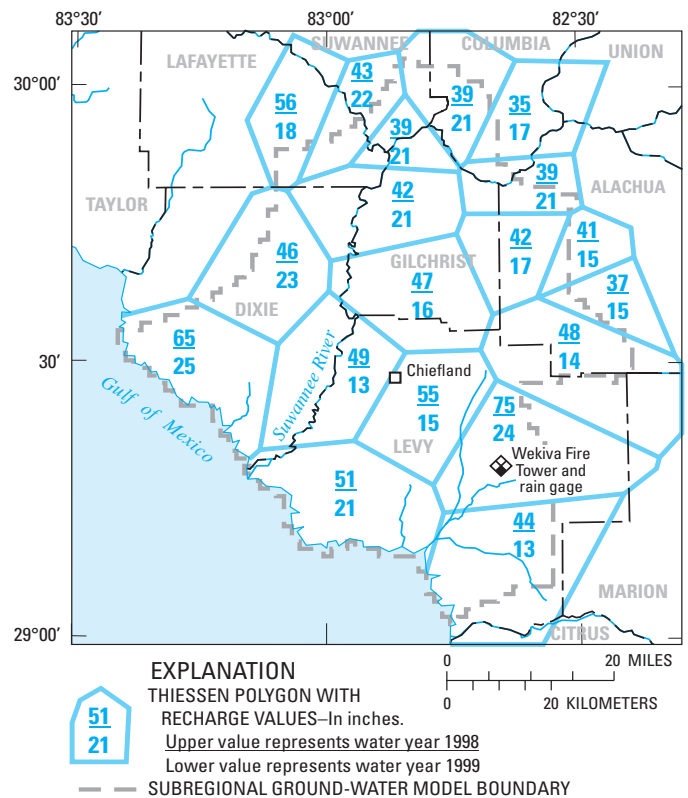 83°30' 83°00' 82°30'
SUWANNEE COLUMBIA
LAFAYETTE UNION
30°00'
43
22
56
18
39
21
35
17
39
21
39
21
ALACHUA
TAYLOR
42
21
42
17
41
15
46
23
GILCHRIST
47
16
37
15
DIXIE
65
25
48
14
30'
49
13
Chiefland
Suwannee River
55
15
75
24
Gulf of Mexico
LEVY
Wekiva Fire
Tower and
rain gage
51
21
44
13
MARION
29°00'
CITRUS
EXPLANATION
0 20 MILES
0 20 KILOMETERS
51
21
THIESSEN POLYGON WITH
RECHARGE VALUES–In inches.
Upper value represents water year 1998
Lower value represents water year 1999
SUBREGIONAL GROUND-WATER MODEL BOUNDARY